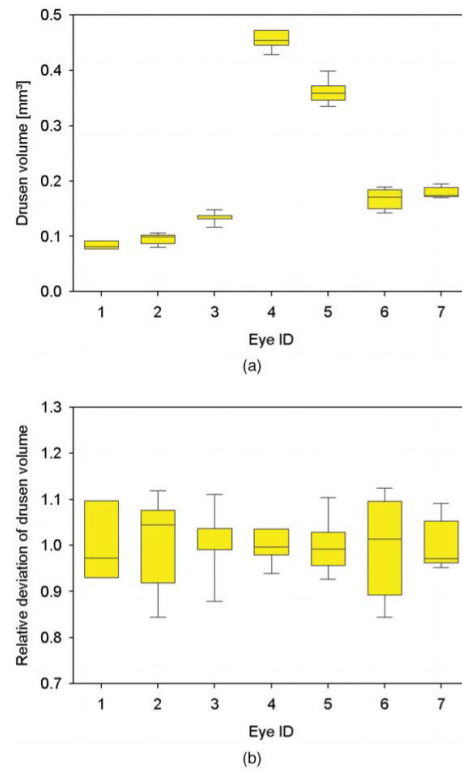 Drusen volume [mm³]
0.5
0.4
0.3
0.2
0.1
0.0
1 2 3 4 5 6 7
Eye ID
(a)
Relative deviation of drusen volume
1.3
1.2
1.1
1.0
0.9
0.8
0.7
1 2 3 4 5 6 7
Eye ID
(b)